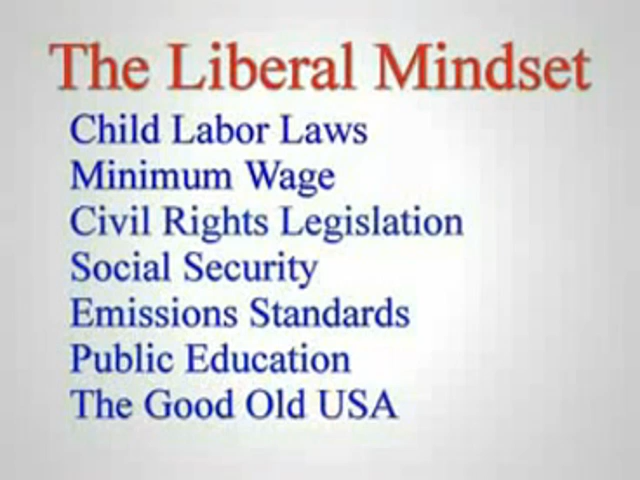 The Liberal Mindset
Child Labor Laws
Minimum Wage
Civil Rights Legislation
Social Security
Emissions Standards
Public Education
The Good Old USA